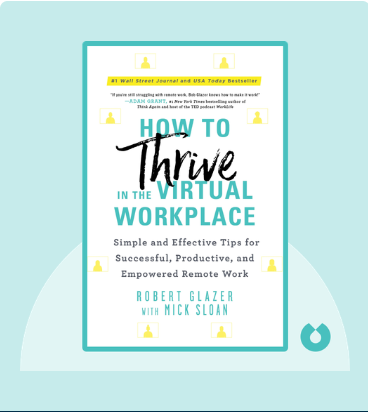 #1 Wall Street Journal and USA Today Bestseller
"If you're still struggling with remote work, Bob Glazer knows how to make it work!"
—ADAM GRANT, #1 New York Times bestselling author of
Think Again and host of the TED podcast WorkLife
HOW TO
Thrive
IN THE VIRTUAL
WORKPLACE
Simple and Effective Tips for
Successful, Productive, and
Empowered Remote Work
ROBERT GLAZER
WITH MICK SLOAN